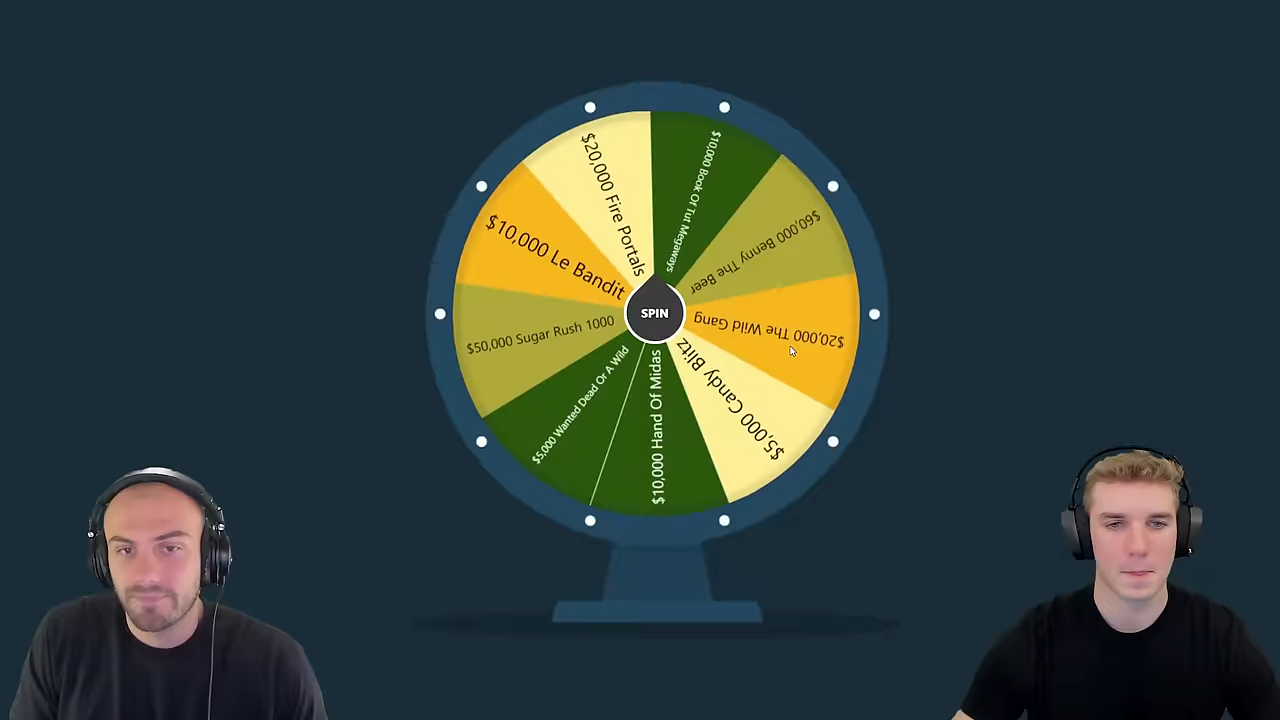 $20,000 Fire Portals
$10,000 Book Of Tut Megaways
$60,000 Benny The Beer
$20,000 The Wild Gang
$5,000 Candy Blitz
$10,000 Hand Of Midas
$5,000 Wanted Dead Or A Wild
$50,000 Sugar Rush 1000
$10,000 Le Bandit
SPIN